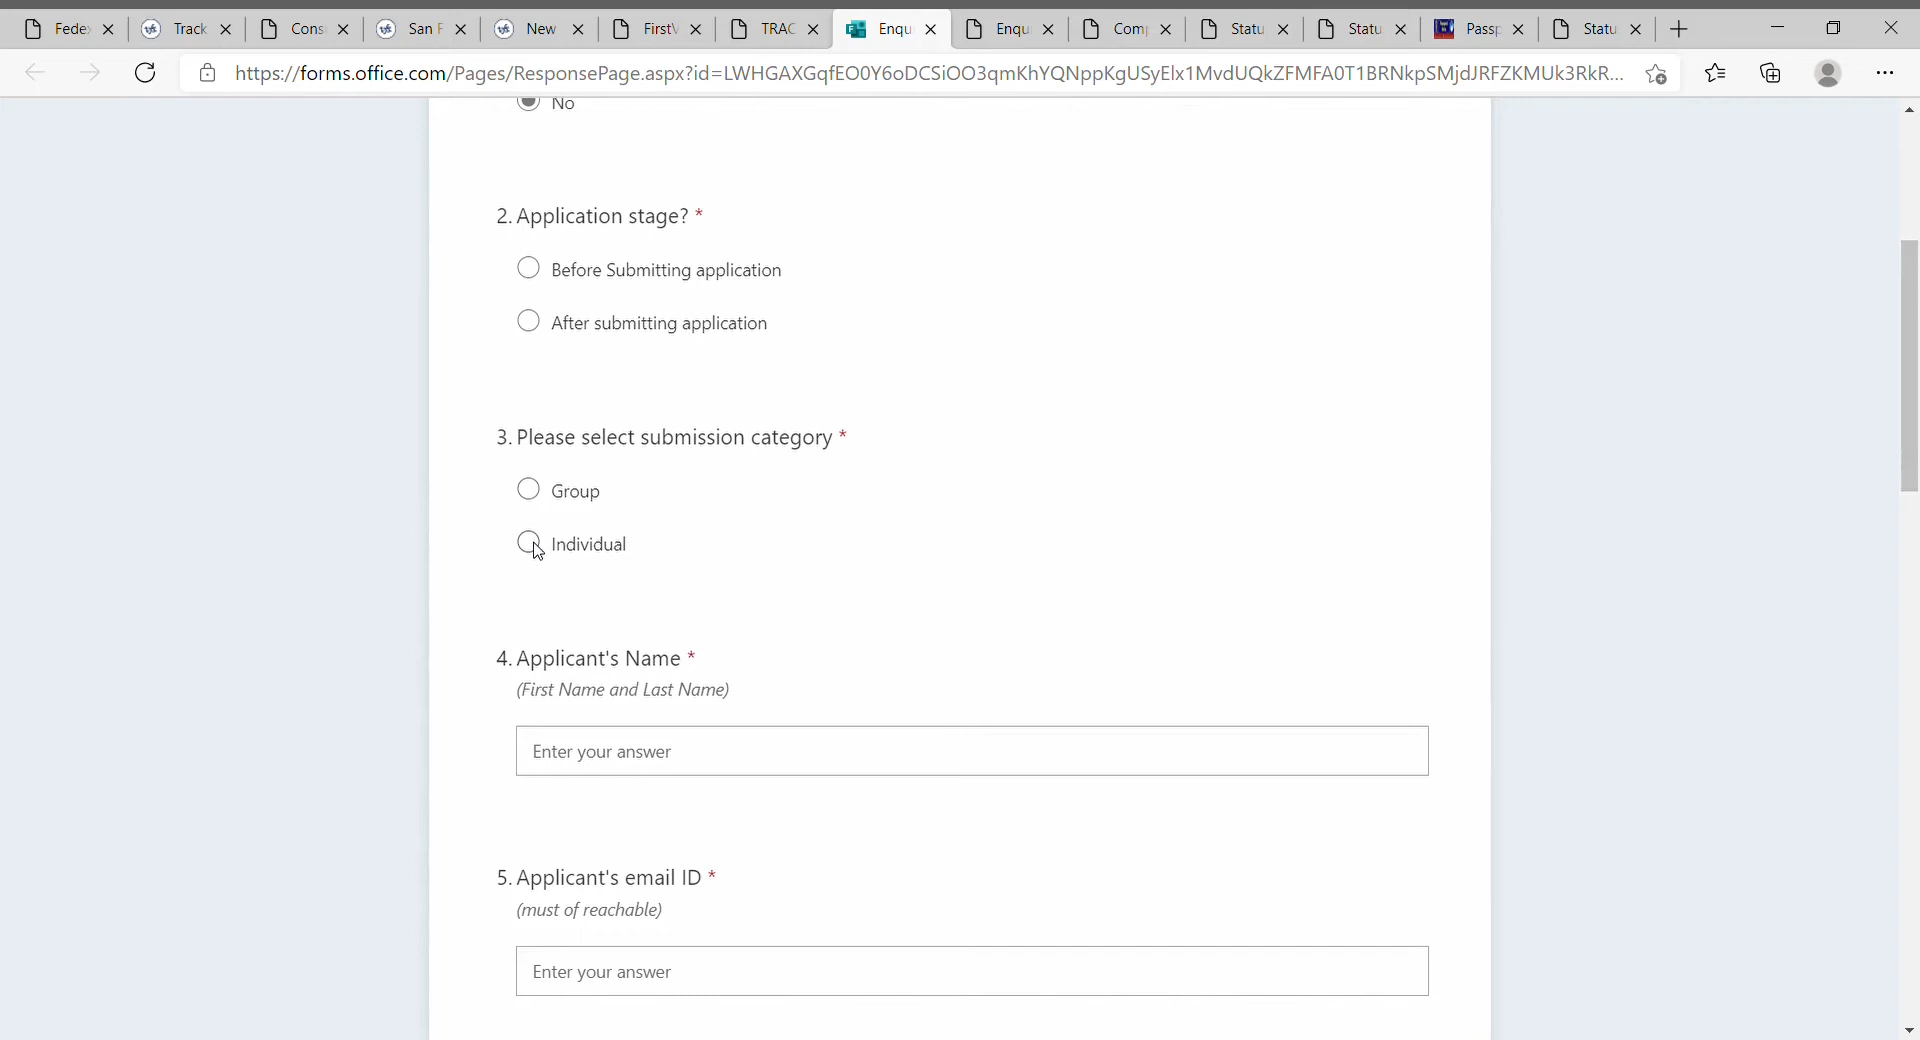 Fede
Track
Cons
San F
New
FirstV
TRAC
Enqu
Enqu
Comp
Statu
Statu
Passp
Statu
https://forms.office.com/Pages/ResponsePage.aspx?id=LWHGAXGqfEO0Y6oDCSiOO3qmKhYQNppKgUSyElx1MvdUQkZFMFA0T1BRNkpSMjdJRFZKMUk3RkR...
No
2. Application stage? *
Before Submitting application
After submitting application
3. Please select submission category *
Group
Individual
4. Applicant's Name *
(First Name and Last Name)
Enter your answer
5. Applicant's email ID *
(must of reachable)
Enter your answer